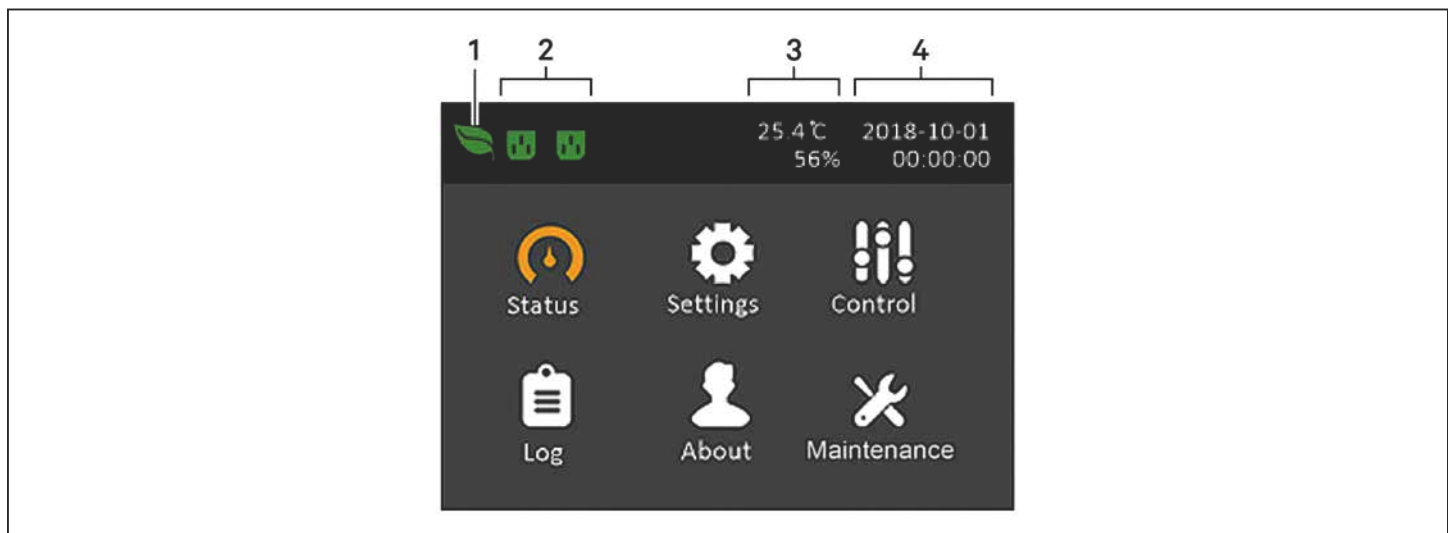 1 2 3 4
25.4℃ 2018-10-01
56% 00:00:00
Status Settings Control
Log About Maintenance